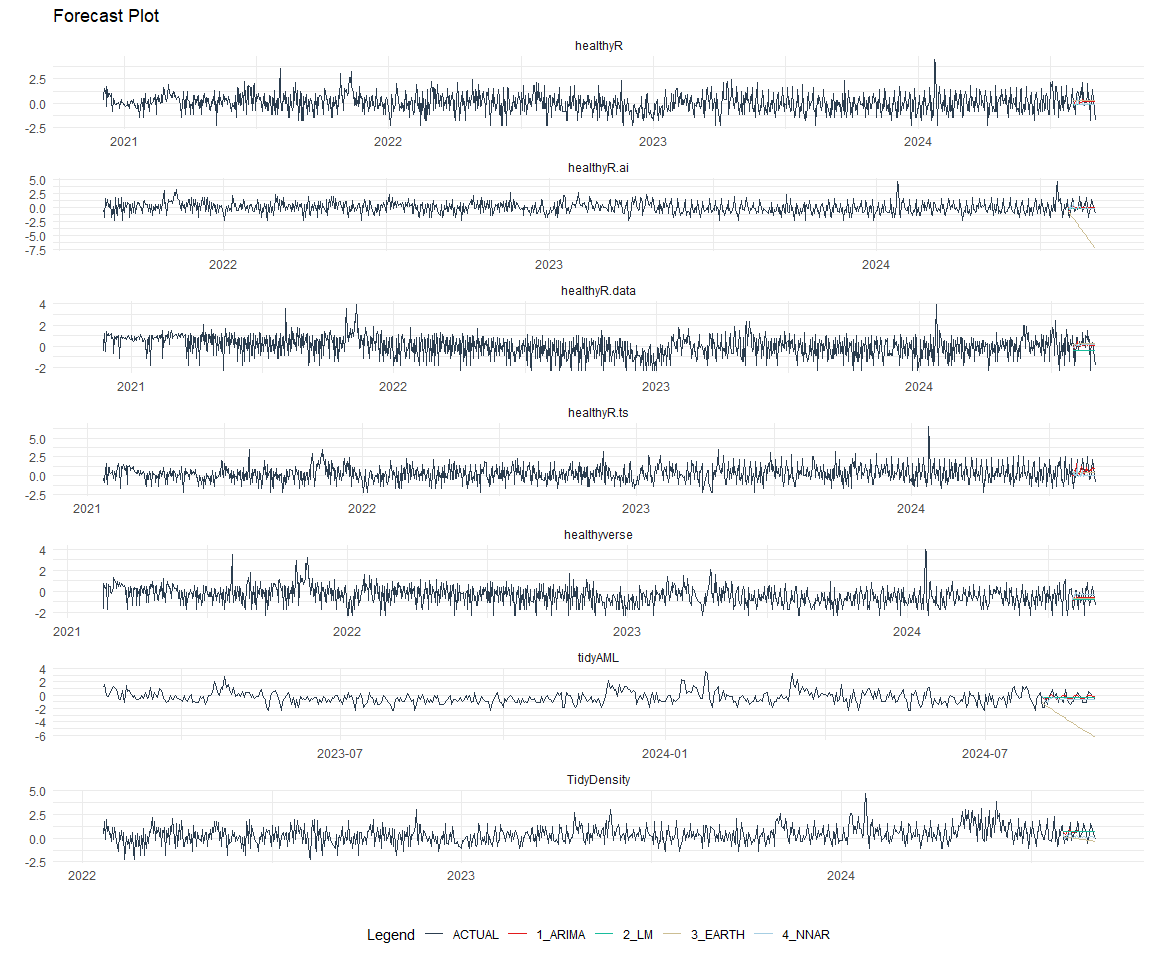 Forecast Plot
healthyR
2.5
0.0
-2.5
2021 2022 2023 2024
healthyR.ai
5.0
2.5
0.0
-2.5
-5.0
-7.5
2022 2023 2024
healthyR.data
4
2
0
-2
2021 2022 2023 2024
healthyR.ts
5.0
2.5
0.0
-2.5
2021 2022 2023 2024
healthyverse
4
2
0
-2
2021 2022 2023 2024
tidyAML
4
2
0
-2
-4
-6
2023-07 2024-01 2024-07
TidyDensity
5.0
2.5
0.0
-2.5
2022 2023 2024
Legend ACTUAL 1_ARIMA 2_LM 3_EARTH 4_NNAR